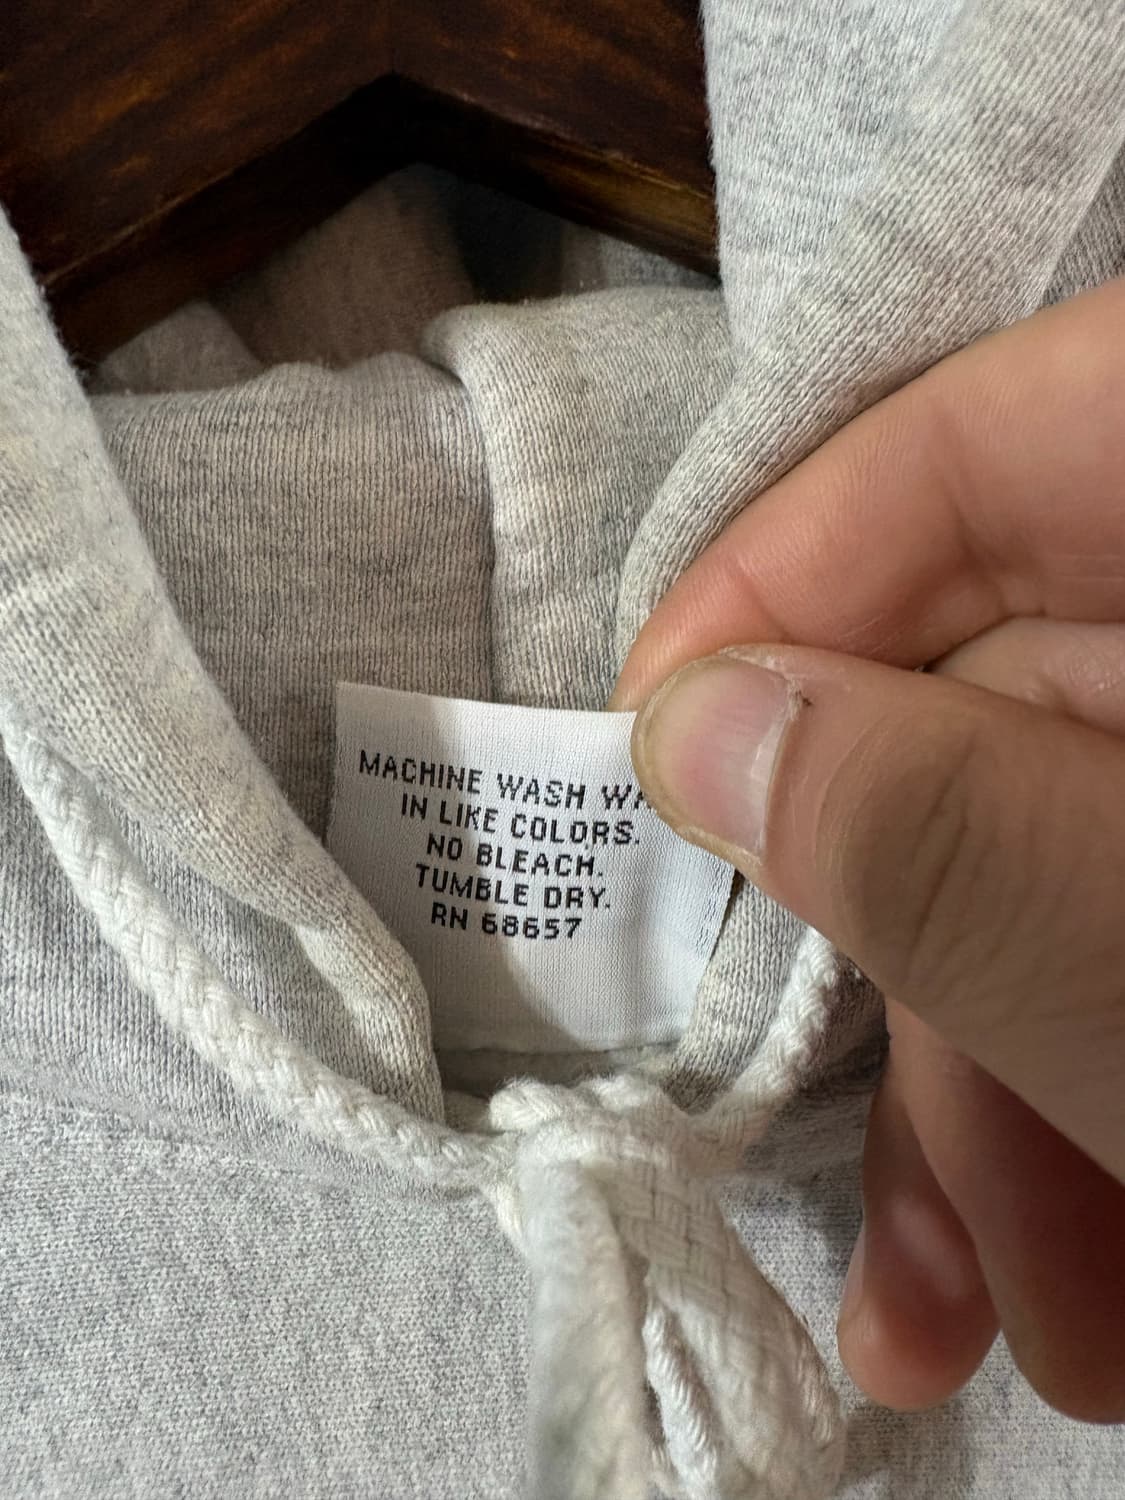 MACHINE WASH
IN LIKE COLORS.
NO BLEACH.
TUMBLE DRY.
RN 68657